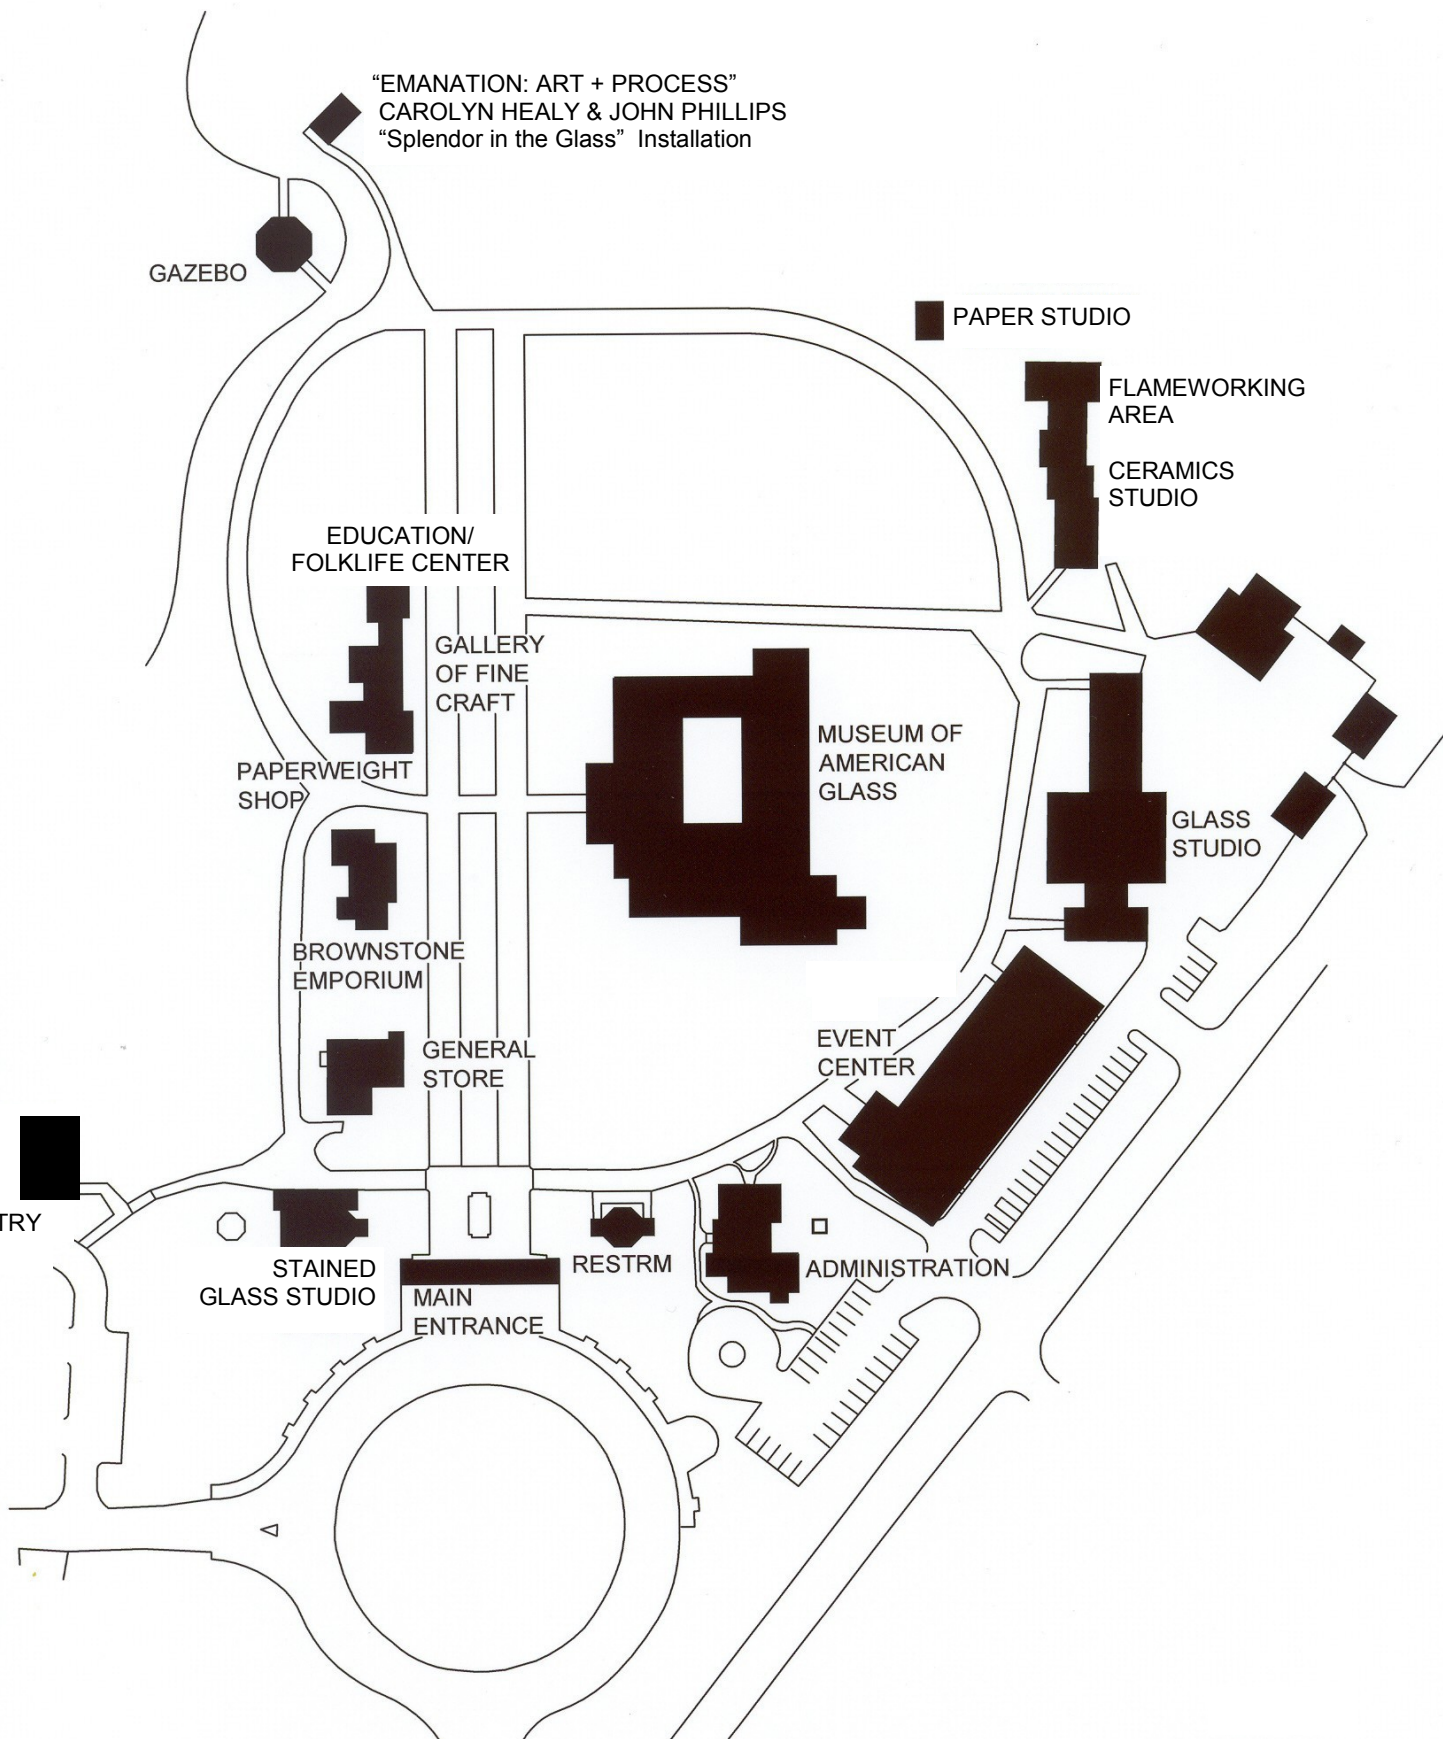 “EMANATION: ART + PROCESS”
CAROLYN HEALY & JOHN PHILLIPS
“Splendor in the Glass” Installation
GAZEBO
PAPER STUDIO
FLAMEWORKING
AREA
CERAMICS
STUDIO
EDUCATION/
FOLKLIFE CENTER
GALLERY
OF FINE
CRAFT
MUSEUM OF
AMERICAN
GLASS
PAPERWEIGHT
SHOP
GLASS
STUDIO
BROWNSTONE
EMPORIUM
GENERAL
STORE
EVENT
CENTER
TRY
STAINED
GLASS STUDIO
MAIN
ENTRANCE
RESTRM
ADMINISTRATION